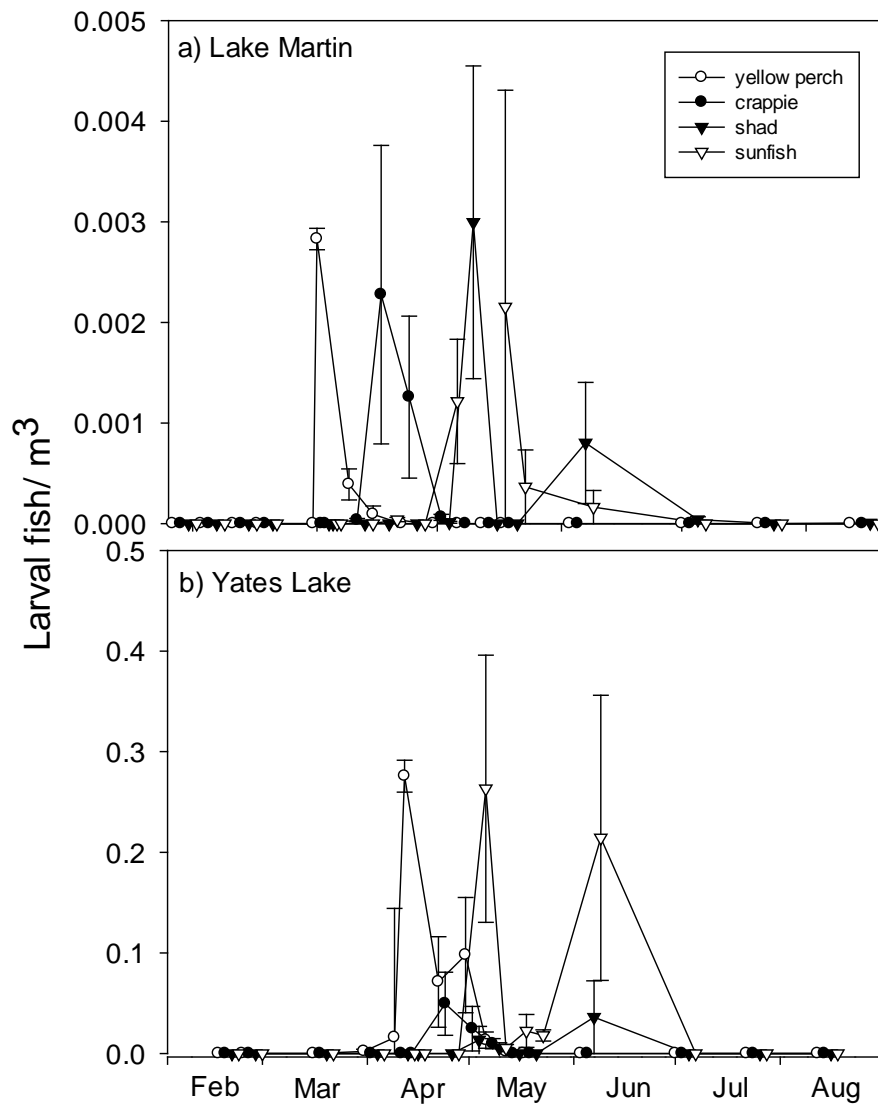 a) Lake Martin
yellow perch
crappie
shad
sunfish
0.005
0.004
0.003
0.002
0.001
0.000
Larval fish/ m³
b) Yates Lake
0.5
0.4
0.3
0.2
0.1
0.0
Feb Mar Apr May Jun Jul Aug